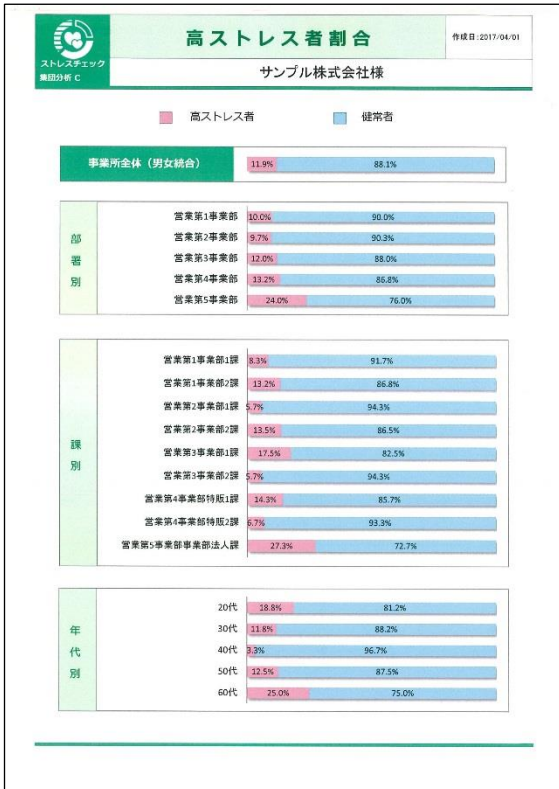 高ストレス者割合
作成日:2017/04/01
ストレスチェック
集団分析 C
サンプル株式会社様
高ストレス者 健常者
事業所全体（男女統合） 11.9% 88.1%
部署別
営業第1事業部 10.0% 90.0%
営業第2事業部 9.7% 90.3%
営業第3事業部 12.0% 88.0%
営業第4事業部 13.2% 86.8%
営業第5事業部 24.0% 76.0%
課別
営業第1事業部1課 8.3% 91.7%
営業第1事業部2課 13.2% 86.8%
営業第2事業部1課 5.7% 94.3%
営業第2事業部2課 13.5% 86.5%
営業第3事業部1課 17.5% 82.5%
営業第3事業部2課 5.7% 94.3%
営業第4事業部特販1課 14.3% 85.7%
営業第4事業部特販2課 6.7% 93.3%
営業第5事業部事業部法人課 27.3% 72.7%
年代別
20代 18.8% 81.2%
30代 11.8% 88.2%
40代 3.3% 96.7%
50代 12.5% 87.5%
60代 25.0% 75.0%